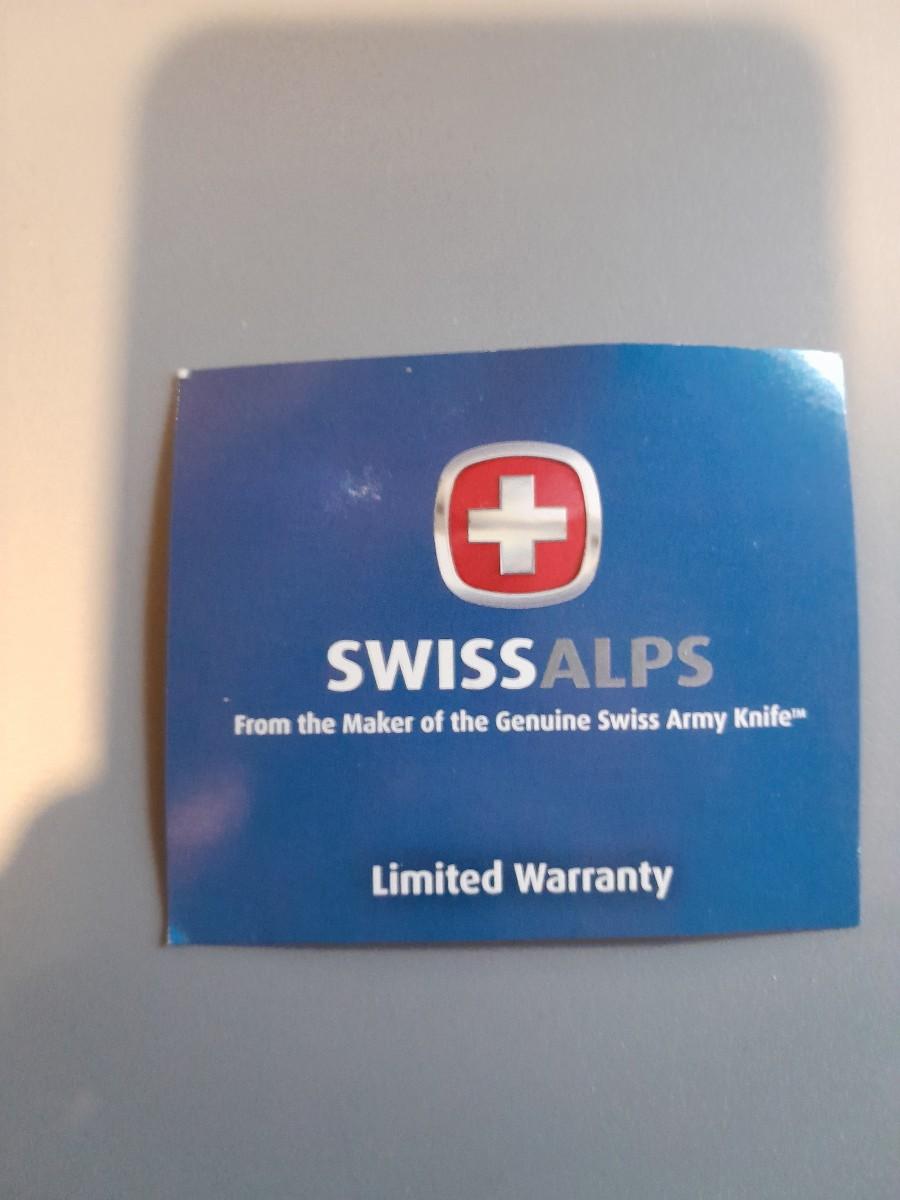 SWISSALPS
From the Maker of the Genuine Swiss Army Knife™
Limited Warranty